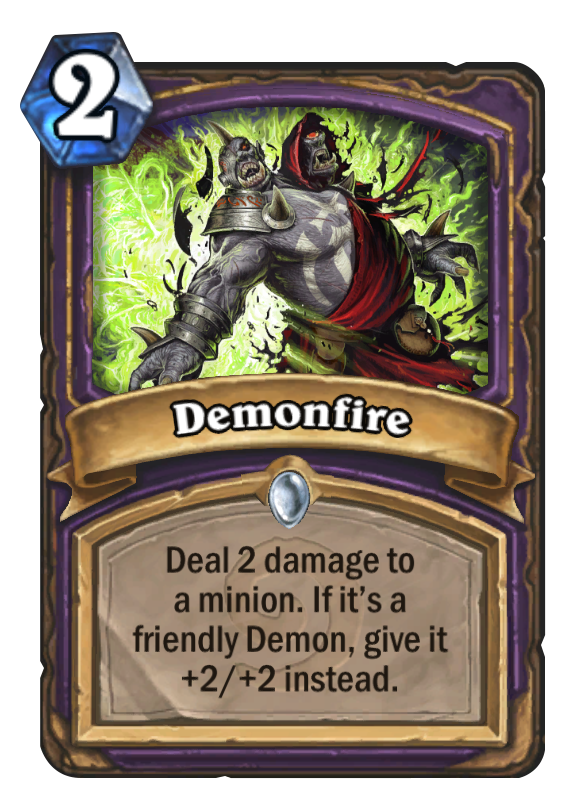 2
Demonfire
Deal 2 damage to
a minion. If it's a
friendly Demon, give it
+2/+2 instead.